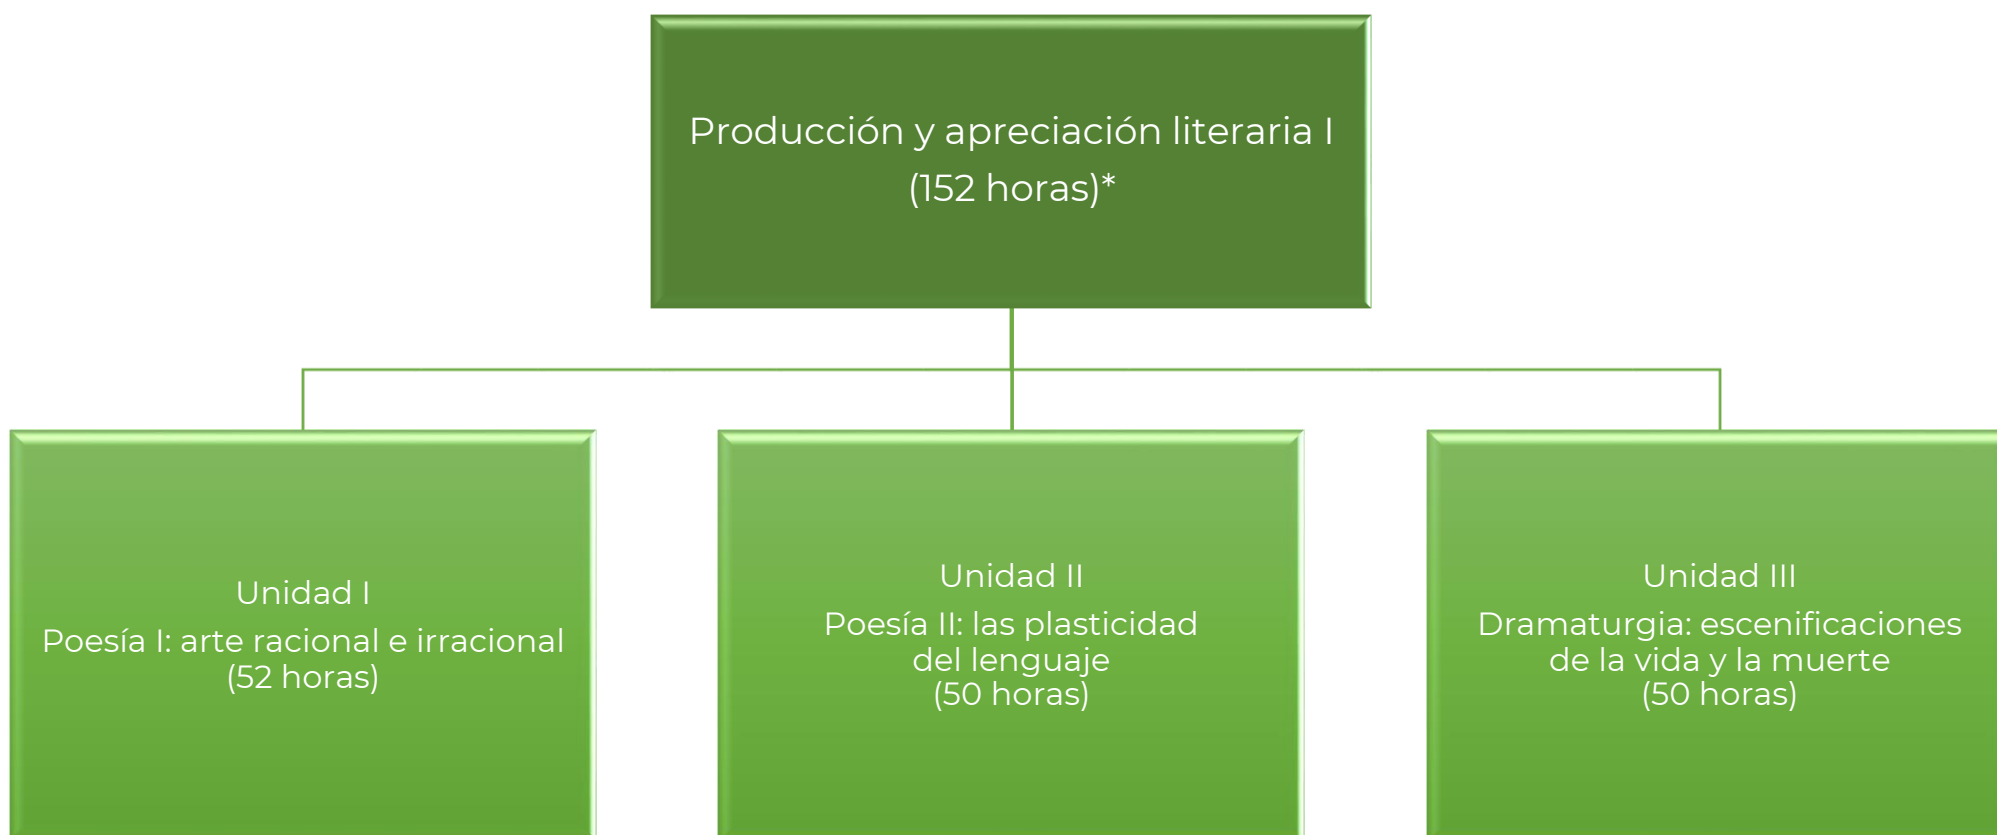 Producción y apreciación literaria I
(152 horas)*
Unidad I
Poesía I: arte racional e irracional
(52 horas)
Unidad II
Poesía II: las plasticidad
del lenguaje
(50 horas)
Unidad III
Dramaturgia: escenificaciones
de la vida y la muerte
(50 horas)